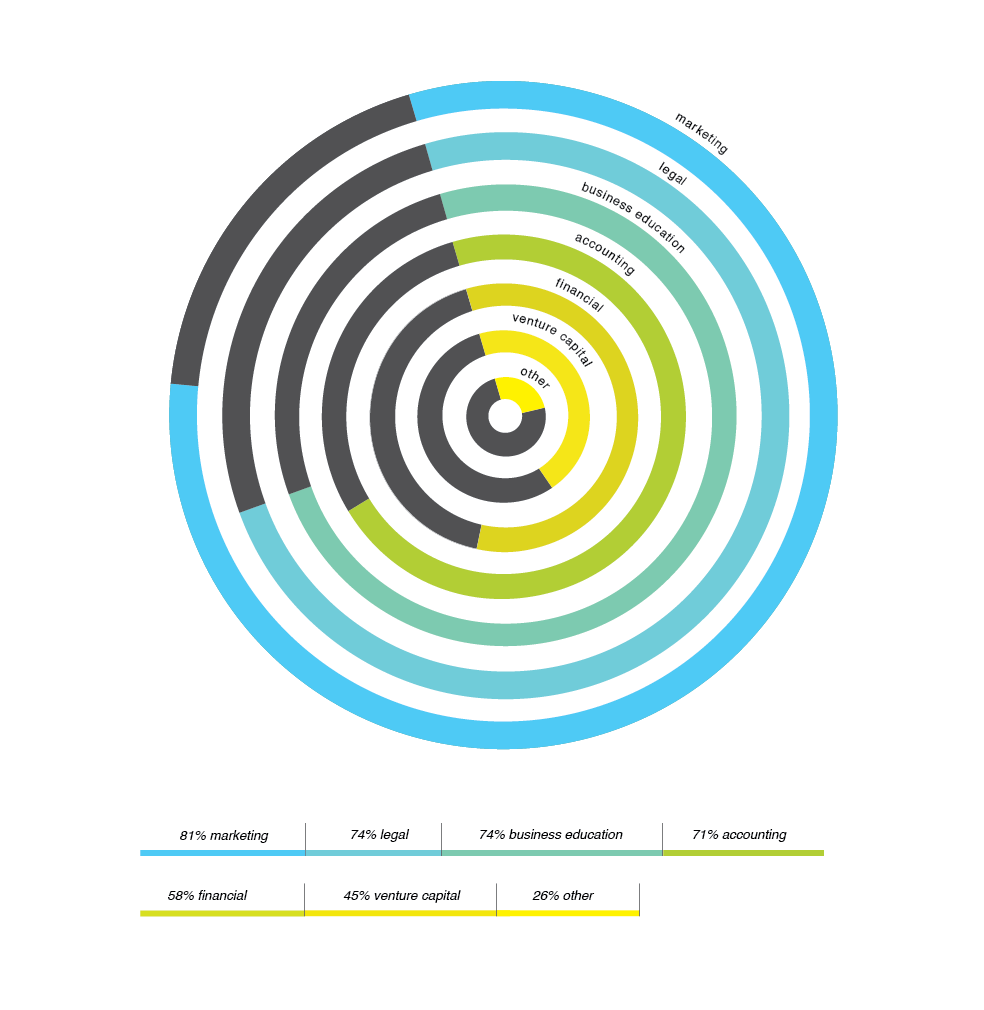 marketing
legal
business education
accounting
financial
venture capital
other
81% marketing
74% legal
74% business education
71% accounting
58% financial
45% venture capital
26% other